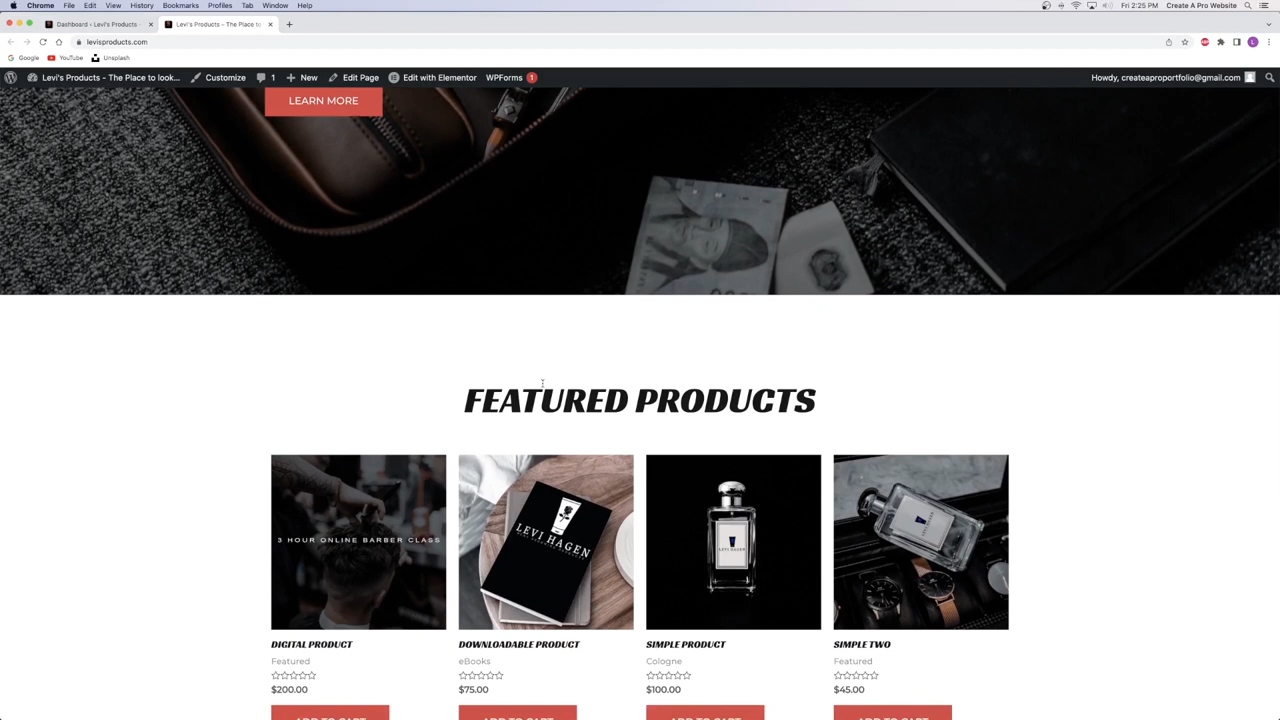 Chrome File Edit View History Bookmarks Profiles Tab Window Help Fri 2:25 PM Create A Pro Website
Dashboard ‹ Levi's Products - Levi's Products – The Place to
levisproducts.com
Google YouTube Unsplash
Levi's Products - The Place to look... Customize 1 New Edit Page Edit with Elementor WPForms 1 Howdy, createaproportfolio@gmail.com
LEARN MORE
FEATURED PRODUCTS
3 HOUR ONLINE BARBER CLASS
LEVI HAGEN
LEVI HAGEN
DIGITAL PRODUCT DOWNLOADABLE PRODUCT SIMPLE PRODUCT SIMPLE TWO
Featured eBooks Cologne Featured
$200.00 $75.00 $100.00 $45.00
ADD TO CART ADD TO CART ADD TO CART ADD TO CART